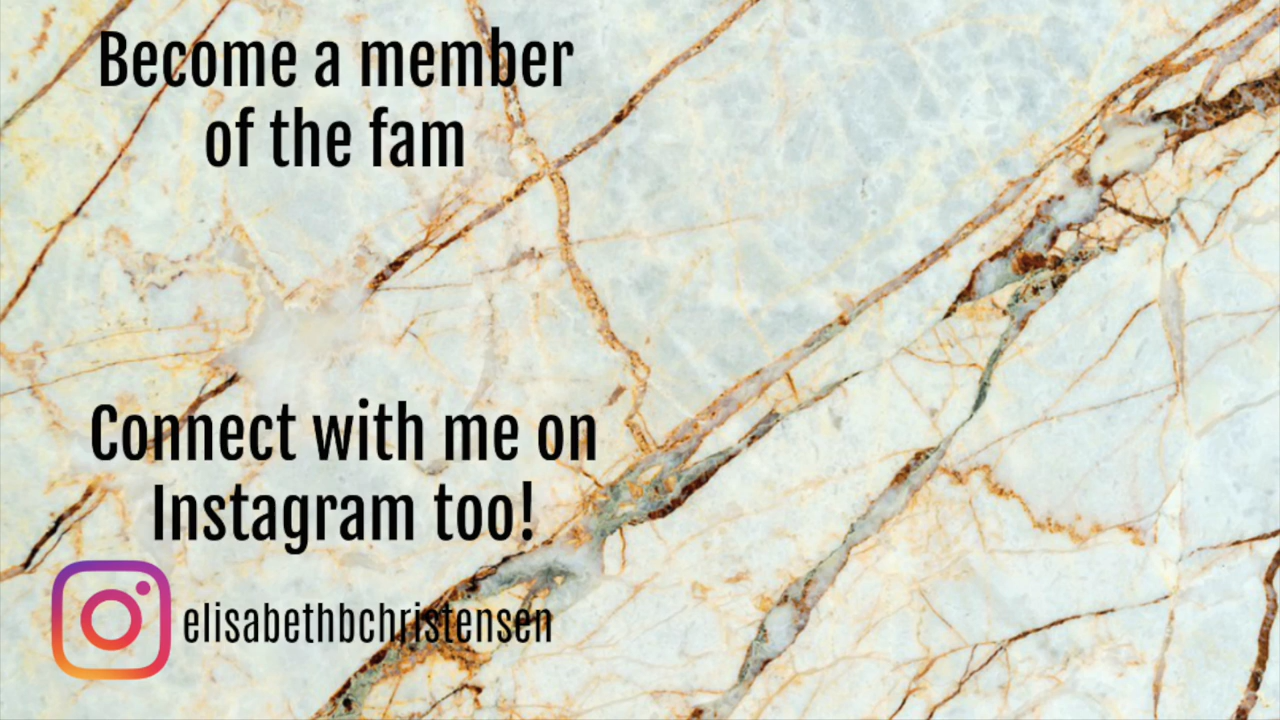 Become a member
of the fam
Connect with me on
Instagram too!
elisabethbchristensen